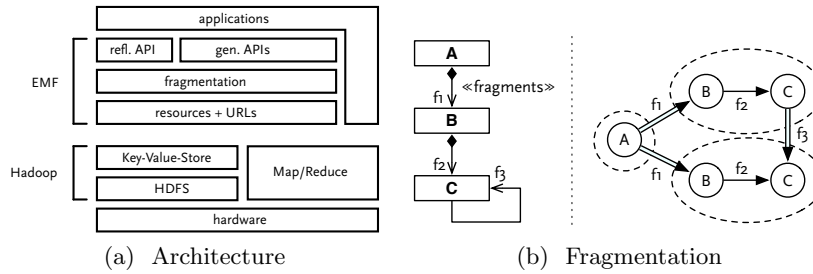 applications
refl. API
gen. APIs
EMF
fragmentation
resources + URLs
Key-Value-Store
Hadoop
Map/Reduce
HDFS
hardware
(a) Architecture
A
«fragments»
f1
B
f2
f3
C
B
f2
C
f1
A
f3
f1
B
f2
C
(b) Fragmentation